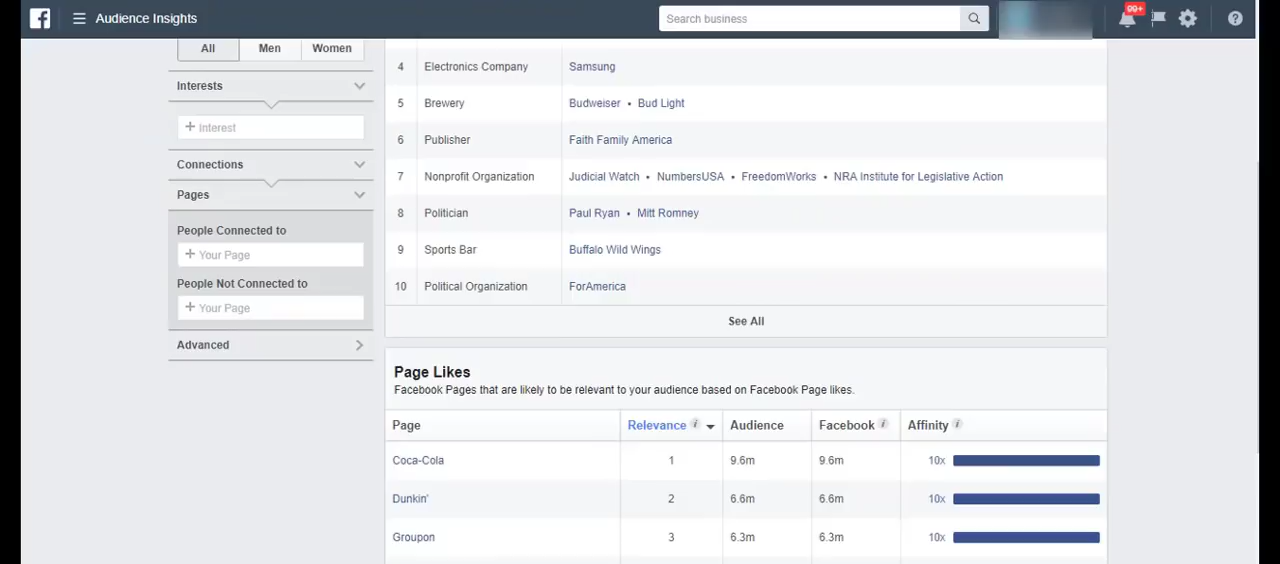 f Audience Insights Search business 99+ ?
All Men Women
4 Electronics Company Samsung
Interests
5 Brewery Budweiser • Bud Light
+ Interest
6 Publisher Faith Family America
Connections
7 Nonprofit Organization Judicial Watch • NumbersUSA • FreedomWorks • NRA Institute for Legislative Action
Pages
8 Politician Paul Ryan • Mitt Romney
People Connected to
+ Your Page
9 Sports Bar Buffalo Wild Wings
People Not Connected to
10 Political Organization ForAmerica
+ Your Page
See All
Advanced
Page Likes
Facebook Pages that are likely to be relevant to your audience based on Facebook Page likes.
Page Relevance i Audience Facebook i Affinity i
Coca-Cola 1 9.6m 9.6m 10x
Dunkin' 2 6.6m 6.6m 10x
Groupon 3 6.3m 6.3m 10x